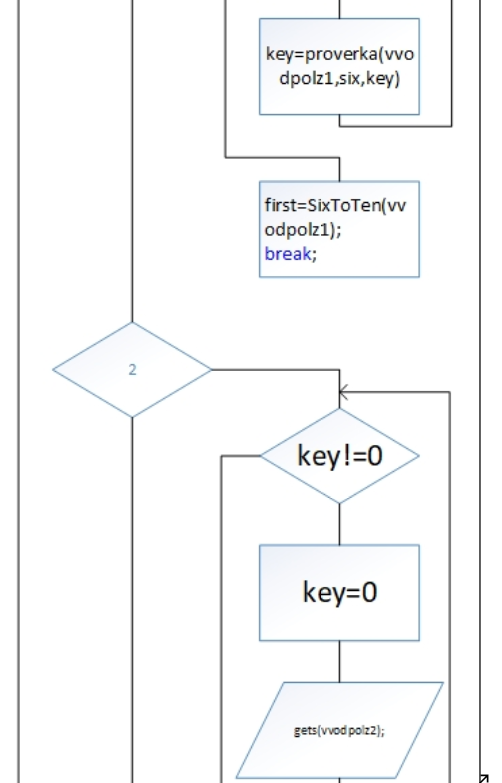 key=proverka(vvo
dpolz1,six,key)
first=SixToTen(vv
odpolz1);
break;
2
key!=0
key=0
gets(vvodpolz2);